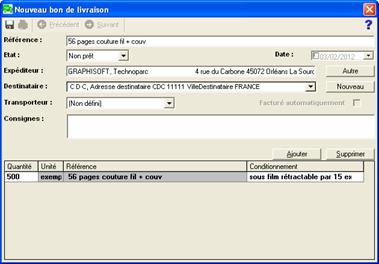 Nouveau bon de livraison
Précédent Suivant ?
Référence : 56 pages couture fil + couv
Etat : Non prêt Date : 03/02/2012
Expéditeur : GRAPHISOFT, Technoparc 4 rue du Carbone 45072 Orléans La Sourc Autre
Destinataire : C D C, Adresse destinataire CDC 11111 VilleDestinataire FRANCE Nouveau
Transporteur : (Non défini) Facturé automatiquement
Consignes :
Ajouter Supprimer
Quantité Unité Référence Conditionnement
500 exemp 56 pages couture fil + couv sous film rétractable par 15 ex